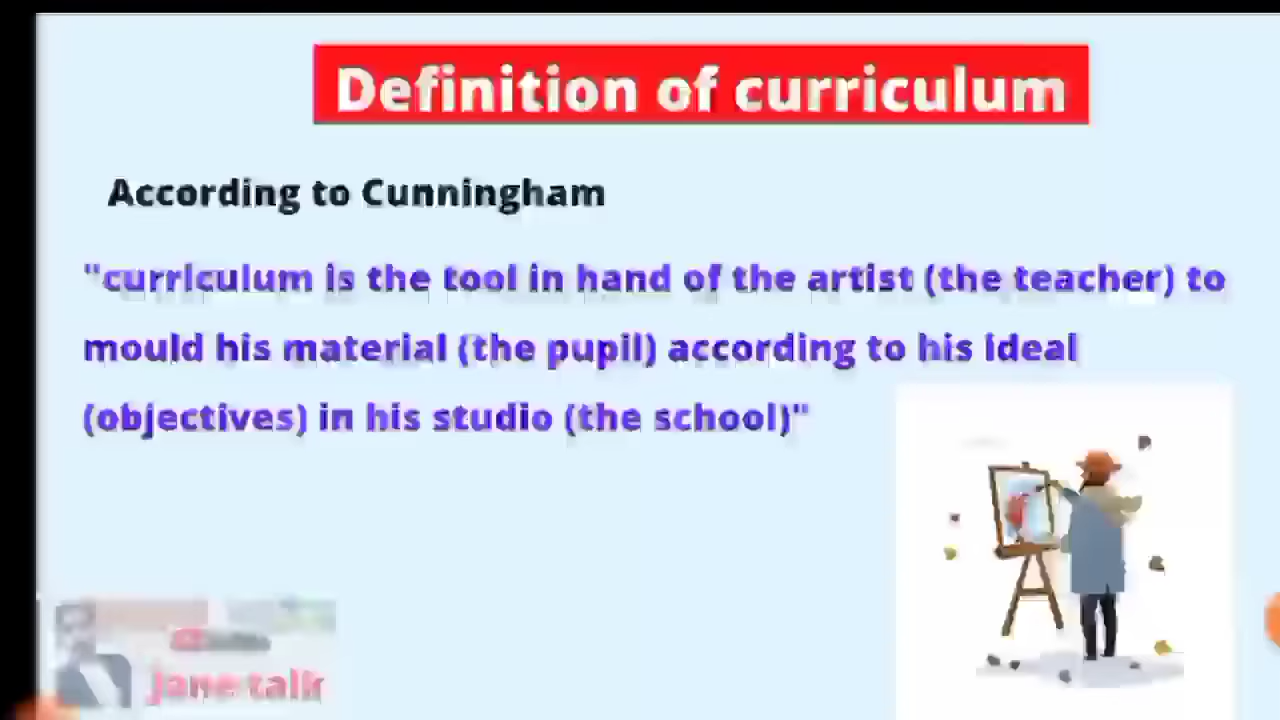 Definition of curriculum
According to Cunningham
"curriculum is the tool in hand of the artist (the teacher) to
mould his material (the pupil) according to his ideal
(objectives) in his studio (the school)"
jane talk